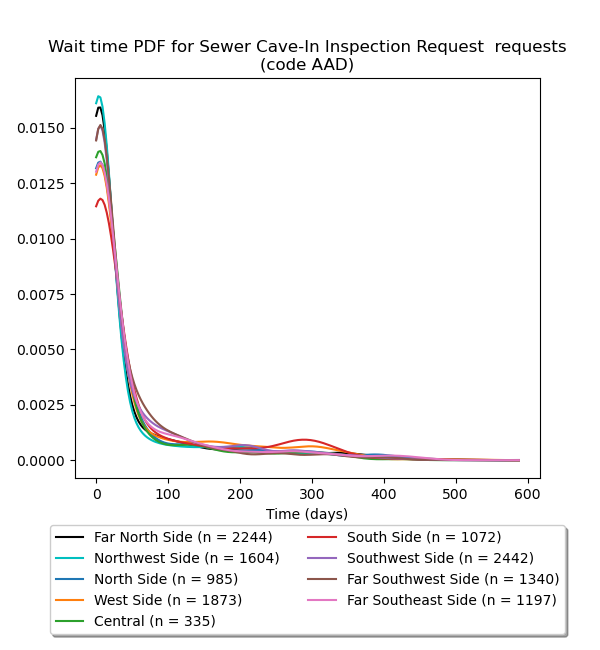 Wait time PDF for Sewer Cave-In Inspection Request  requests
(code AAD)
0.0150
0.0125
0.0100
0.0075
0.0050
0.0025
0.0000
0 100 200 300 400 500 600
Time (days)
Far North Side (n = 2244)
Northwest Side (n = 1604)
North Side (n = 985)
West Side (n = 1873)
Central (n = 335)
South Side (n = 1072)
Southwest Side (n = 2442)
Far Southwest Side (n = 1340)
Far Southeast Side (n = 1197)